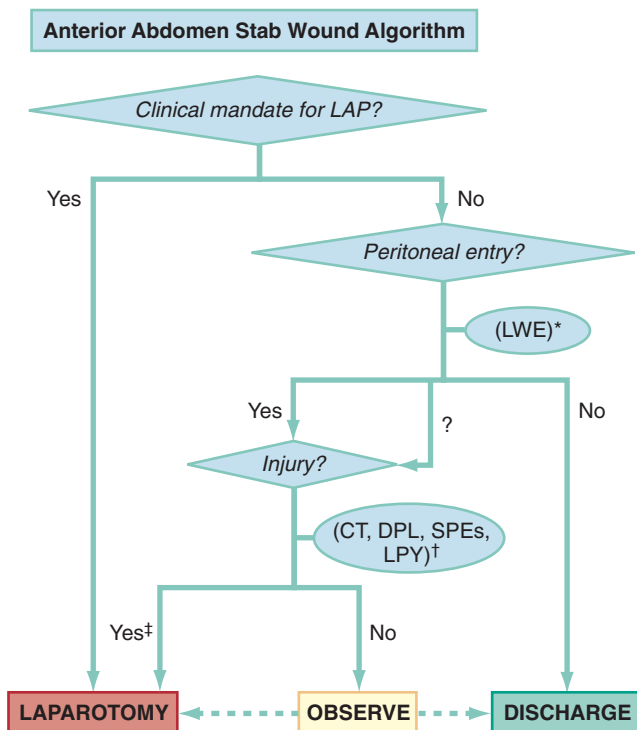 Anterior Abdomen Stab Wound Algorithm
Clinical mandate for LAP?
Yes
No
Peritoneal entry?
(LWE)*
Yes
?
No
Injury?
(CT, DPL, SPEs,
LPY)†
Yes‡
No
LAPAROTOMY
OBSERVE
DISCHARGE